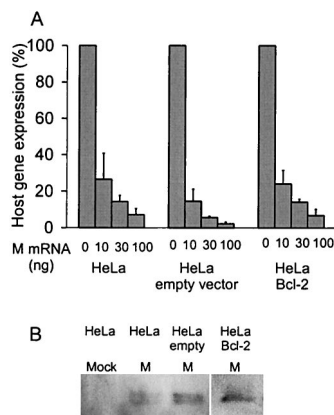 A
Host gene expression (%)
100
80
60
40
20
0
M mRNA (ng)
0 10 30 100 0 10 30 100 0 10 30 100
HeLa
HeLa empty vector
HeLa Bcl-2
B
HeLa HeLa HeLa empty HeLa Bcl-2
Mock M M M